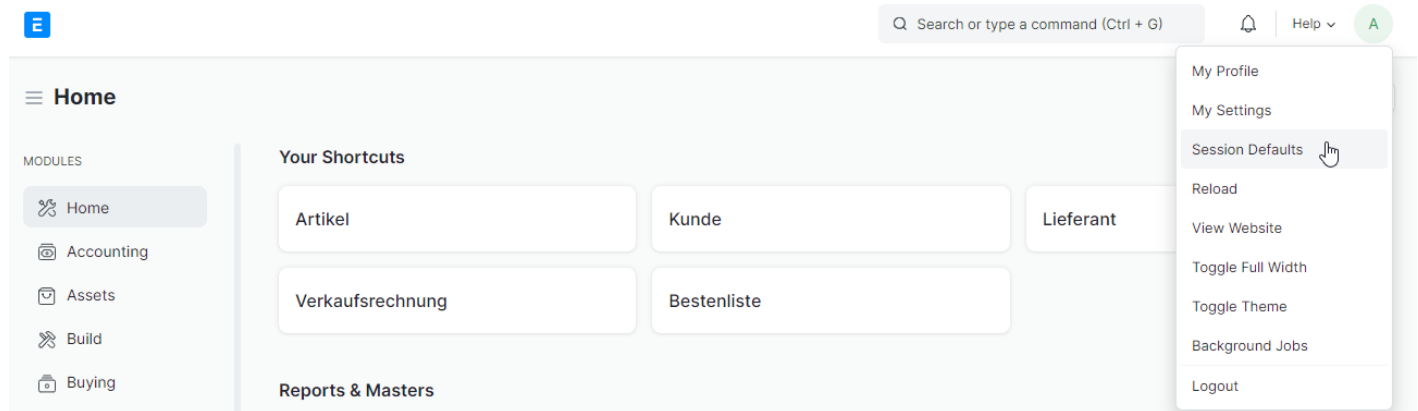 E
Search or type a command (Ctrl + G)
Help
A
Home
My Profile
My Settings
Session Defaults
Reload
View Website
Toggle Full Width
Toggle Theme
Background Jobs
Logout
MODULES
Home
Accounting
Assets
Build
Buying
Your Shortcuts
Artikel
Kunde
Lieferant
Verkaufsrechnung
Bestenliste
Reports & Masters